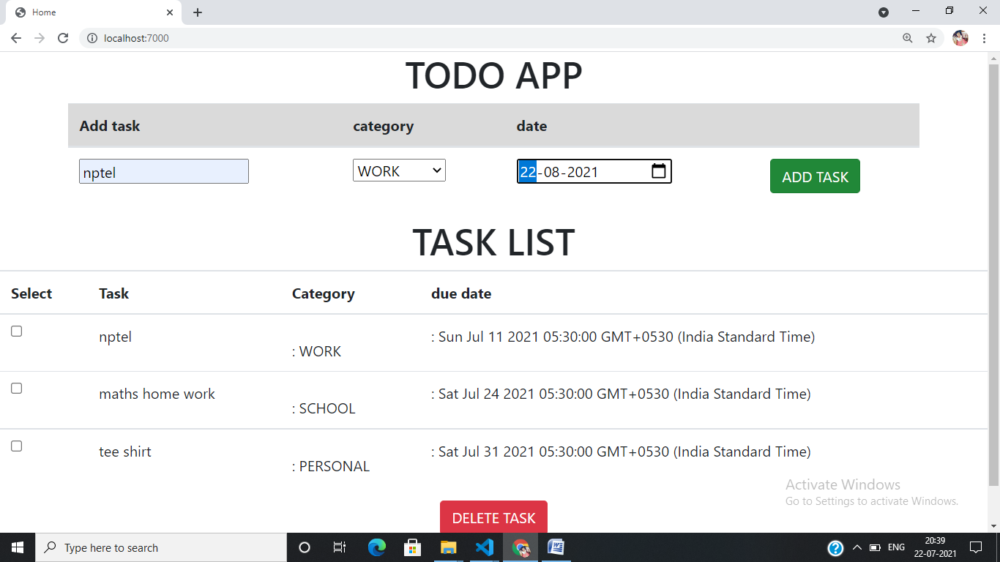 Home
localhost:7000
TODO APP
Add task category date
nptel WORK 22-08-2021 ADD TASK
TASK LIST
Select Task Category due date
nptel : WORK : Sun Jul 11 2021 05:30:00 GMT+0530 (India Standard Time)
maths home work : SCHOOL : Sat Jul 24 2021 05:30:00 GMT+0530 (India Standard Time)
tee shirt : PERSONAL : Sat Jul 31 2021 05:30:00 GMT+0530 (India Standard Time)
Activate Windows
Go to Settings to activate Windows.
DELETE TASK
Type here to search
ENG
20:39
22-07-2021